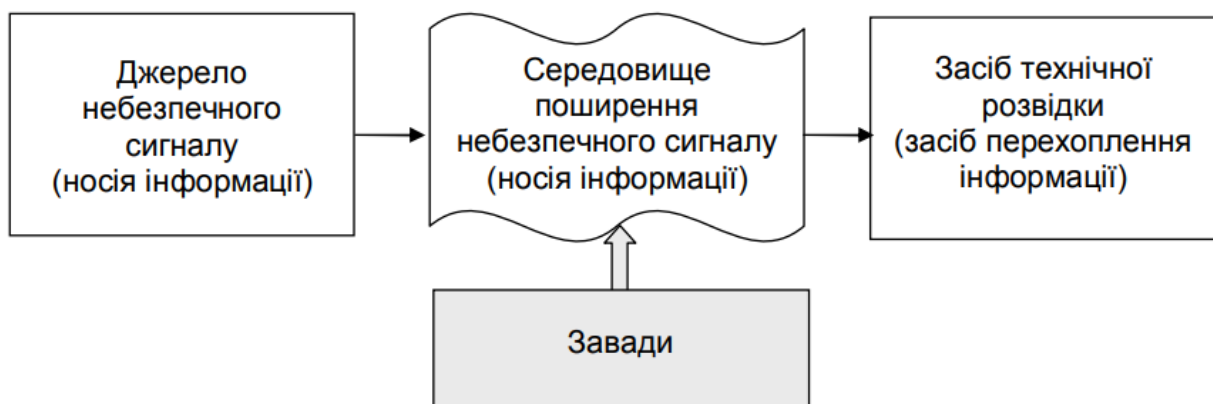 Джерело
небезпечного
сигналу
(носія інформації)
Середовище
поширення
небезпечного сигналу
(носія інформації)
Засіб технічної
розвідки
(засіб перехоплення
інформації)
Завади